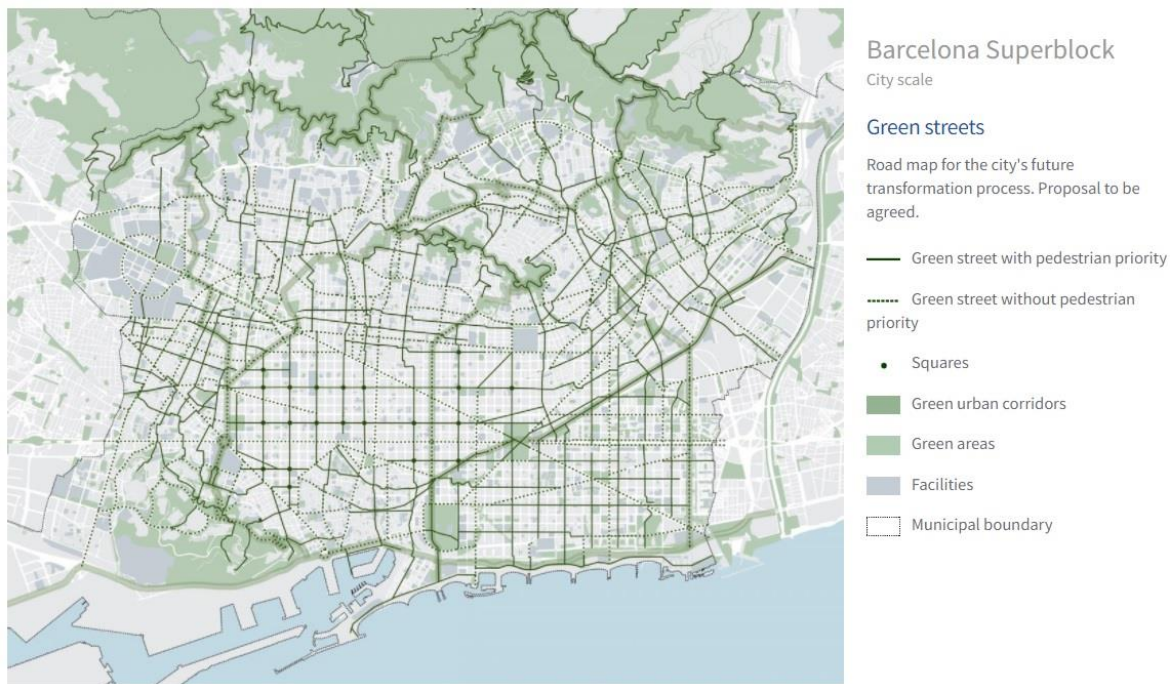 Barcelona Superblock
City scale
Green streets
Road map for the city's future
transformation process. Proposal to be
agreed.
Green street with pedestrian priority
Green street without pedestrian
priority
Squares
Green urban corridors
Green areas
Facilities
Municipal boundary